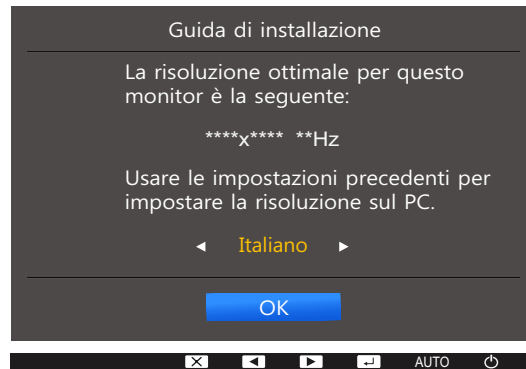 Guida di installazione
La risoluzione ottimale per questo
monitor è la seguente:
****x**** **Hz
Usare le impostazioni precedenti per
impostare la risoluzione sul PC.
Italiano
OK
AUTO